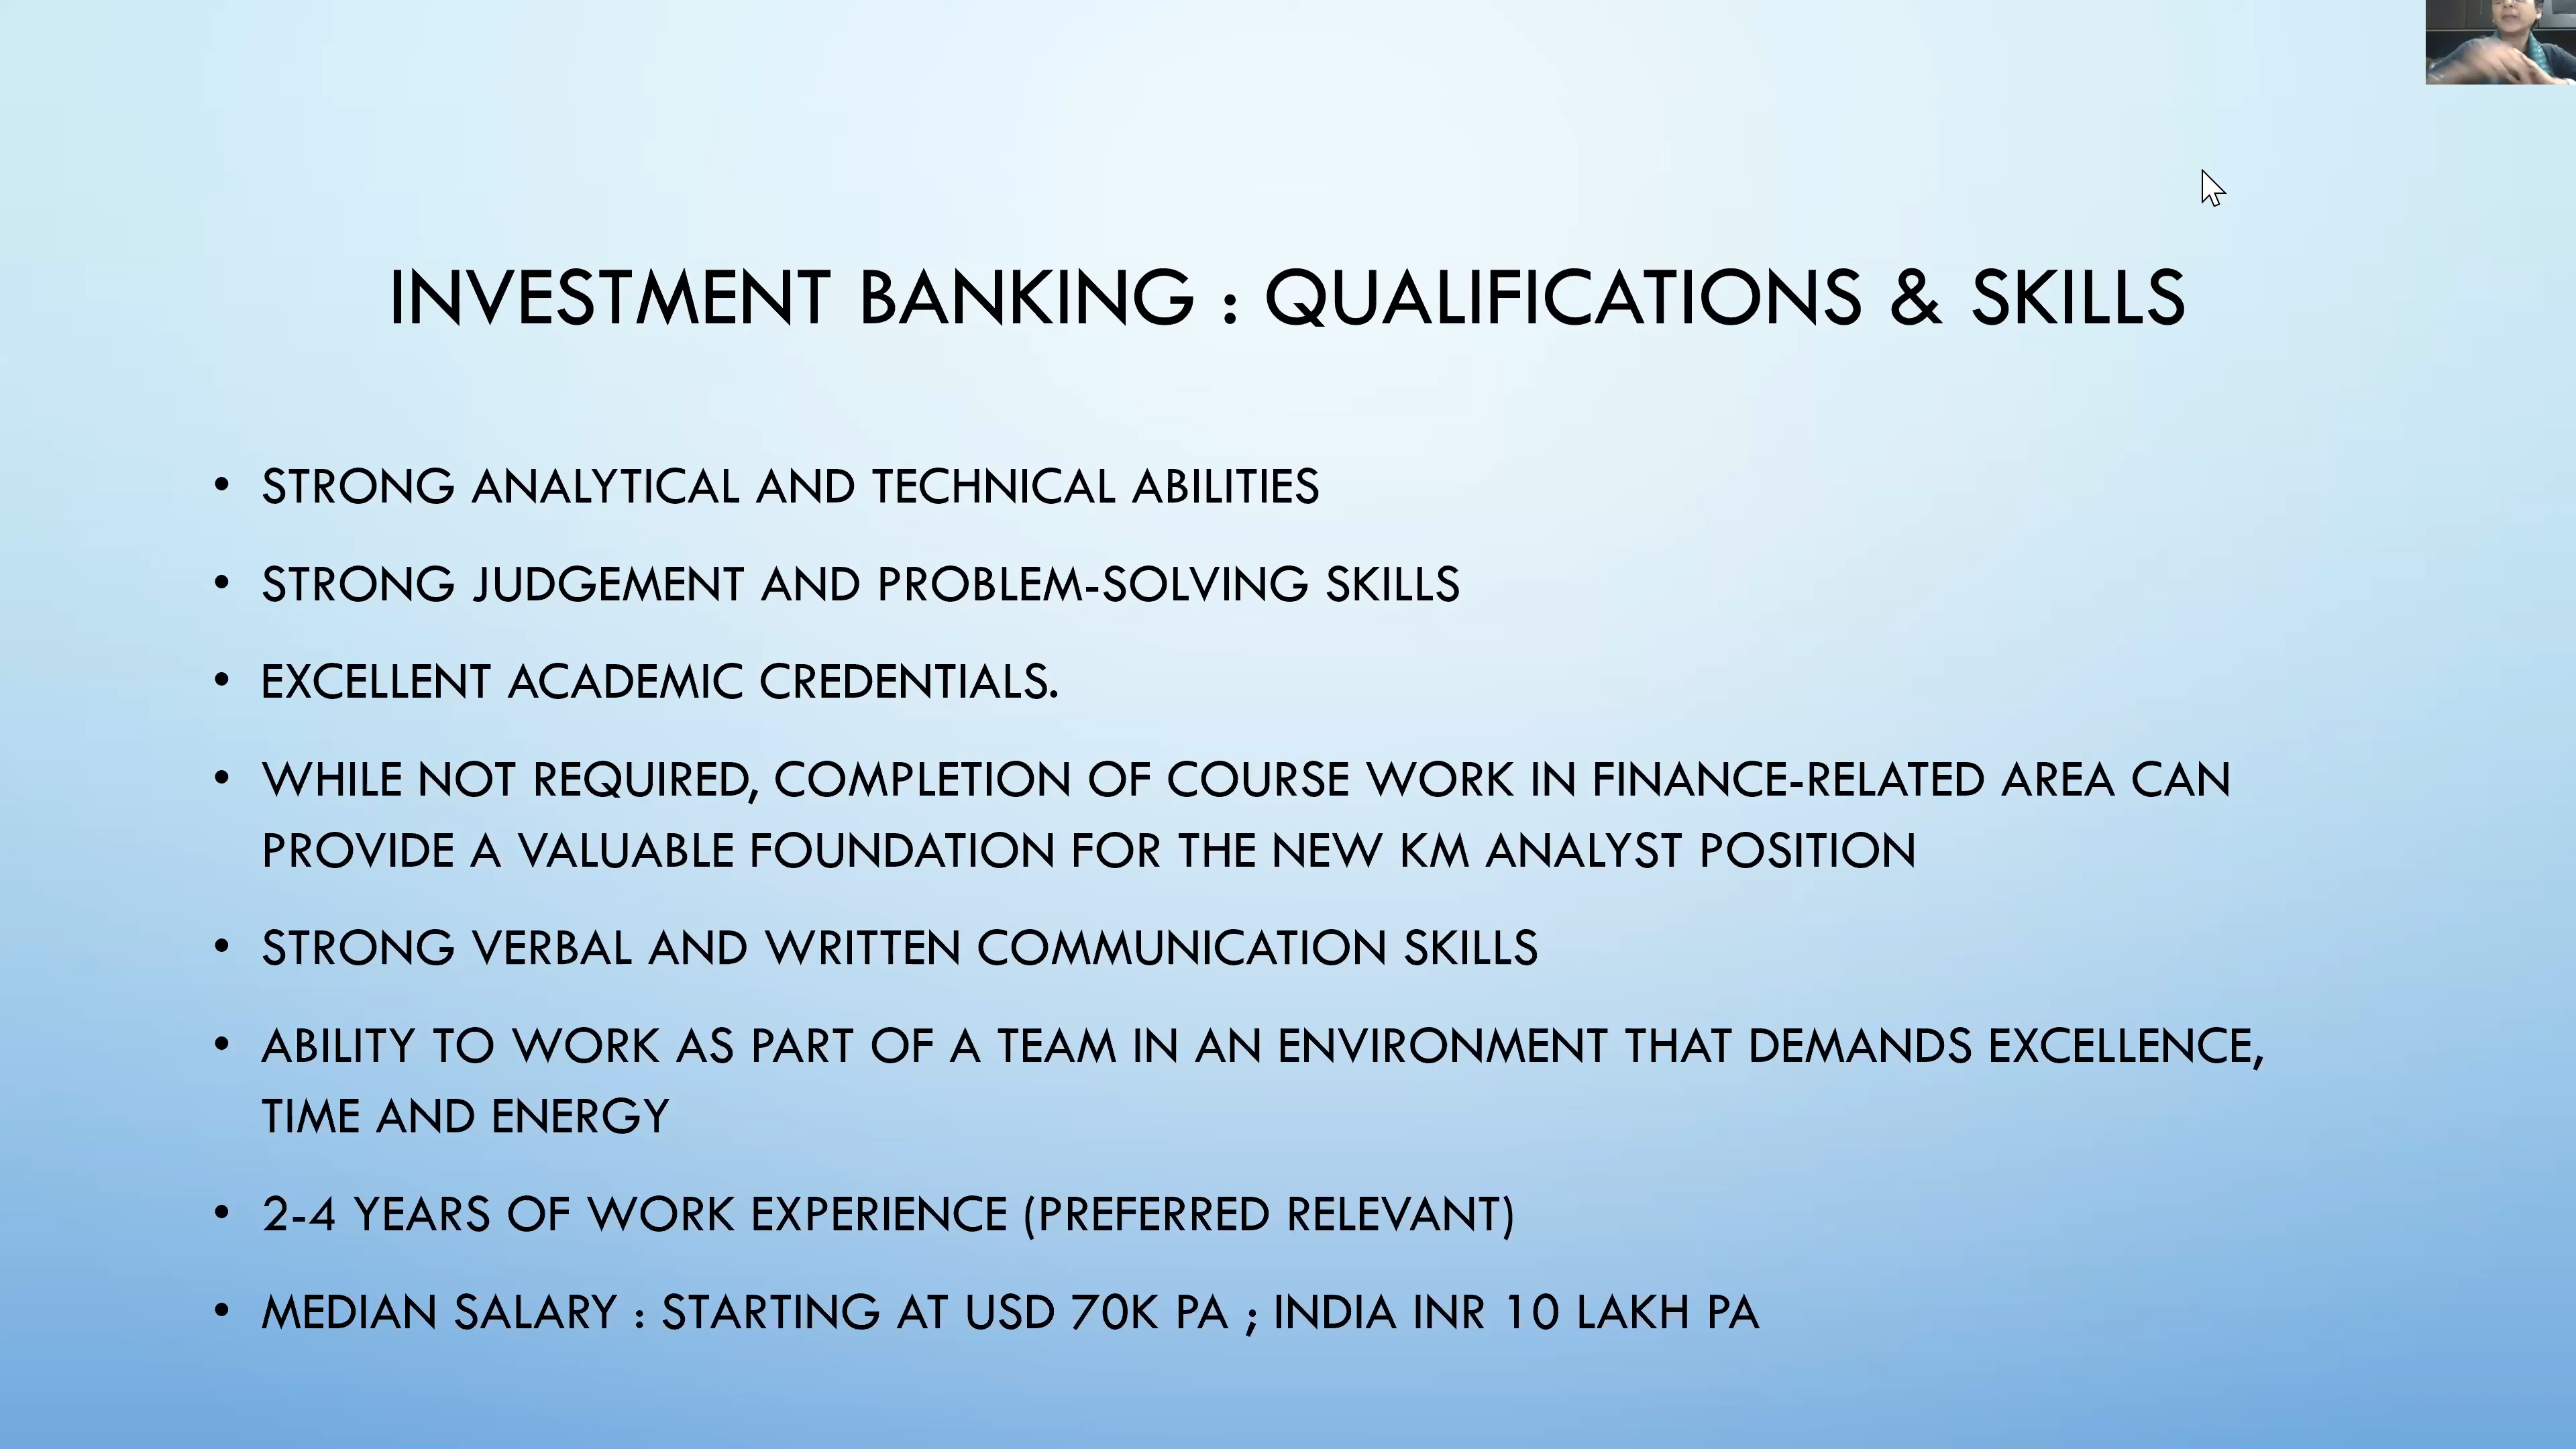 INVESTMENT BANKING : QUALIFICATIONS & SKILLS
• STRONG ANALYTICAL AND TECHNICAL ABILITIES
• STRONG JUDGEMENT AND PROBLEM-SOLVING SKILLS
• EXCELLENT ACADEMIC CREDENTIALS.
• WHILE NOT REQUIRED, COMPLETION OF COURSE WORK IN FINANCE-RELATED AREA CAN
PROVIDE A VALUABLE FOUNDATION FOR THE NEW KM ANALYST POSITION
• STRONG VERBAL AND WRITTEN COMMUNICATION SKILLS
• ABILITY TO WORK AS PART OF A TEAM IN AN ENVIRONMENT THAT DEMANDS EXCELLENCE,
TIME AND ENERGY
• 2-4 YEARS OF WORK EXPERIENCE (PREFERRED RELEVANT)
• MEDIAN SALARY : STARTING AT USD 70K PA ; INDIA INR 10 LAKH PA